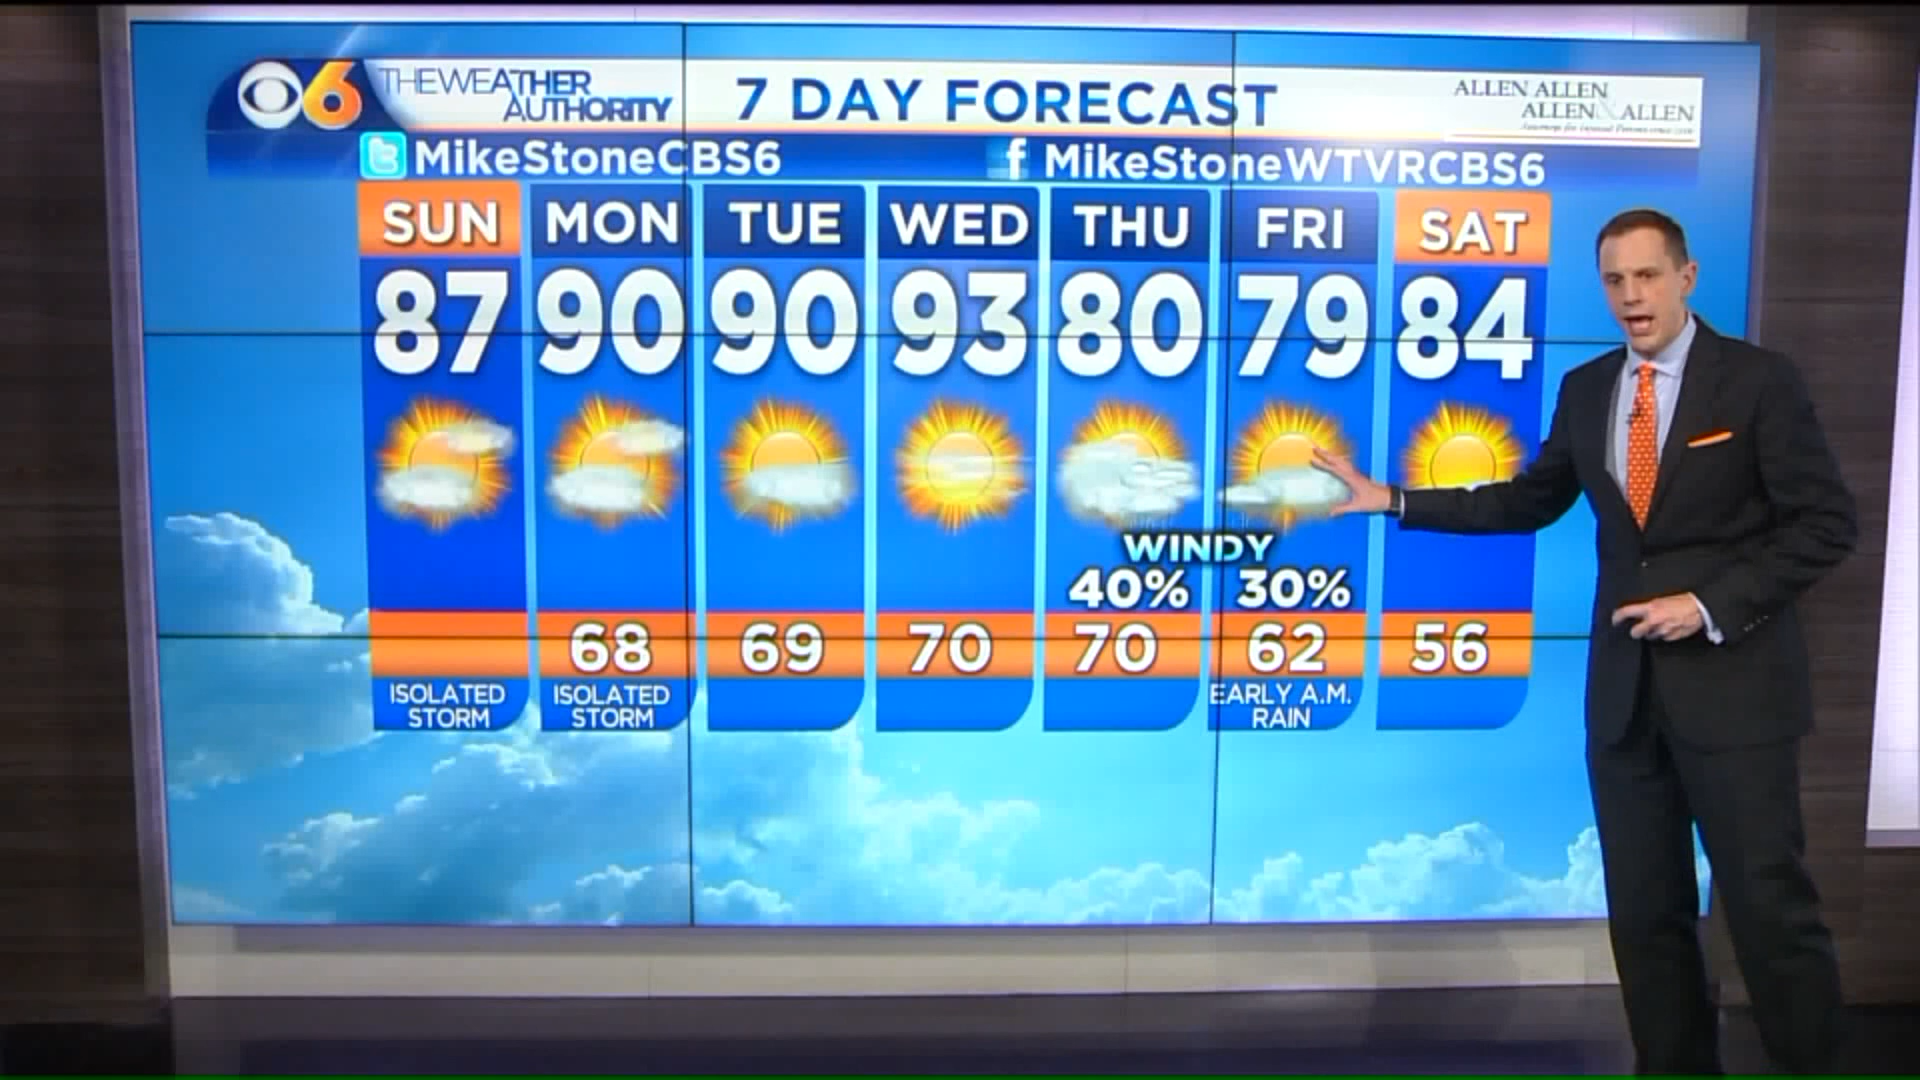 6 THE WEATHER AUTHORITY
7 DAY FORECAST
ALLEN ALLEN
ALLEN & ALLEN
MikeStoneCBS6
f MikeStoneWTVRCBS6
SUN MON TUE WED THU FRI SAT
87 90 90 93 80 79 84
WINDY
40% 30%
68 69 70 70 62 56
ISOLATED STORM
ISOLATED STORM
EARLY A.M. RAIN